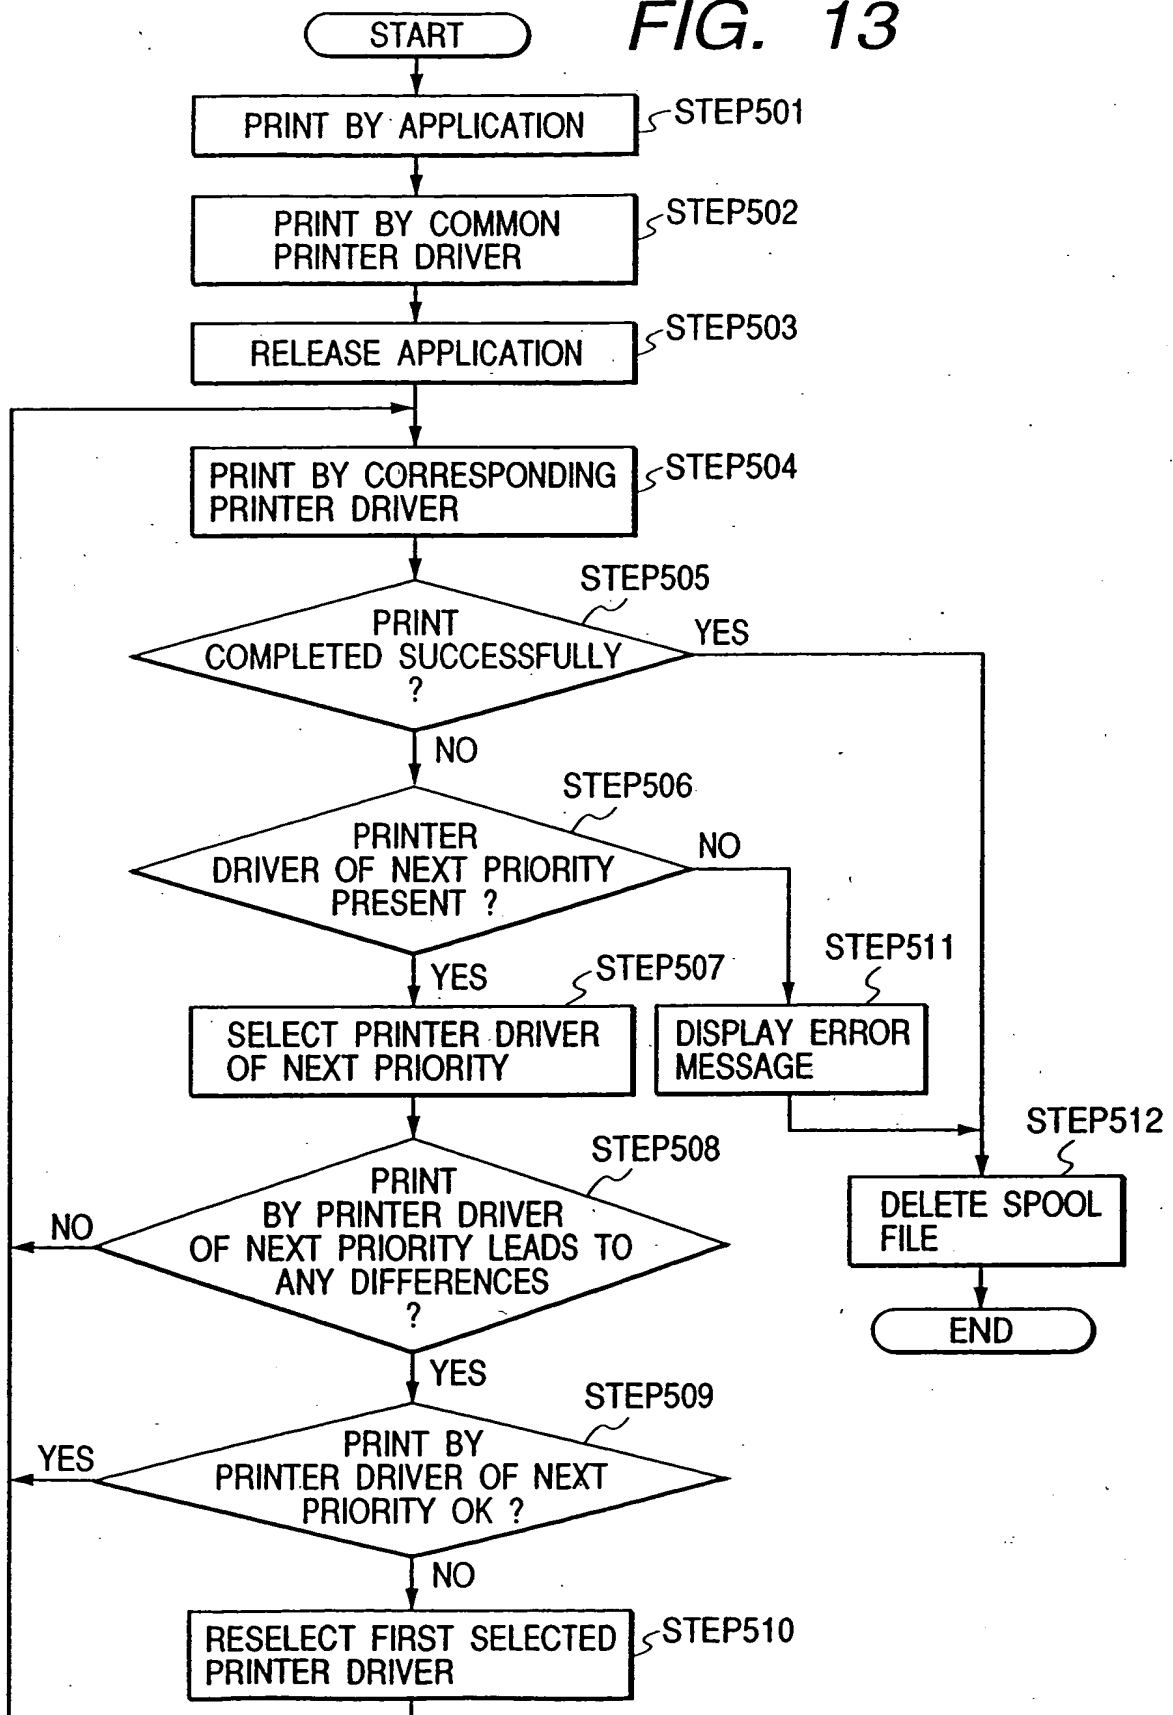 FIG. 13
START
PRINT BY APPLICATION
STEP501
PRINT BY COMMON
PRINTER DRIVER
STEP502
RELEASE APPLICATION
STEP503
PRINT BY CORRESPONDING
PRINTER DRIVER
STEP504
STEP505
PRINT
COMPLETED SUCCESSFULLY
?
YES
NO
STEP506
PRINTER
DRIVER OF NEXT PRIORITY
PRESENT ?
NO
YES
STEP507
SELECT PRINTER DRIVER
OF NEXT PRIORITY
STEP511
DISPLAY ERROR
MESSAGE
STEP508
PRINT
BY PRINTER DRIVER
OF NEXT PRIORITY LEADS TO
ANY DIFFERENCES
?
NO
YES
STEP512
DELETE SPOOL
FILE
END
STEP509
PRINT BY
PRINTER DRIVER OF NEXT
PRIORITY OK ?
YES
NO
RESELECT FIRST SELECTED
PRINTER DRIVER
STEP510